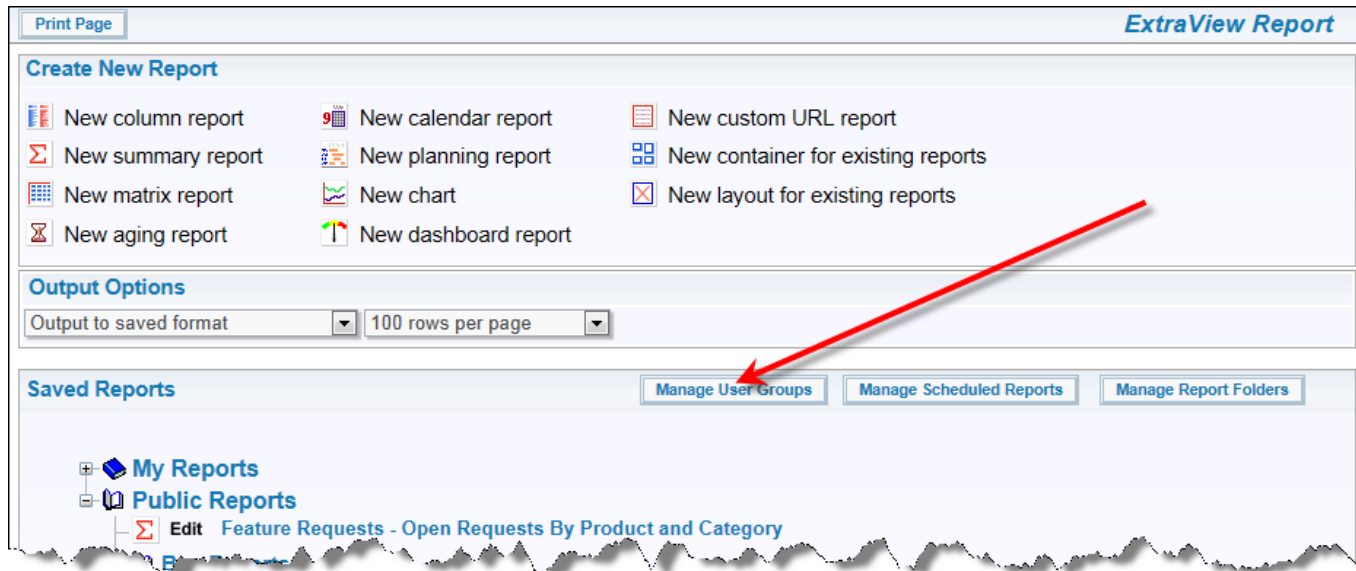 Print Page
ExtraView Report
Create New Report
New column report
New calendar report
New custom URL report
New summary report
New planning report
New container for existing reports
New matrix report
New chart
New layout for existing reports
New aging report
New dashboard report
Output Options
Output to saved format
100 rows per page
Saved Reports
Manage User Groups
Manage Scheduled Reports
Manage Report Folders
My Reports
Public Reports
Edit Feature Requests - Open Requests By Product and Category